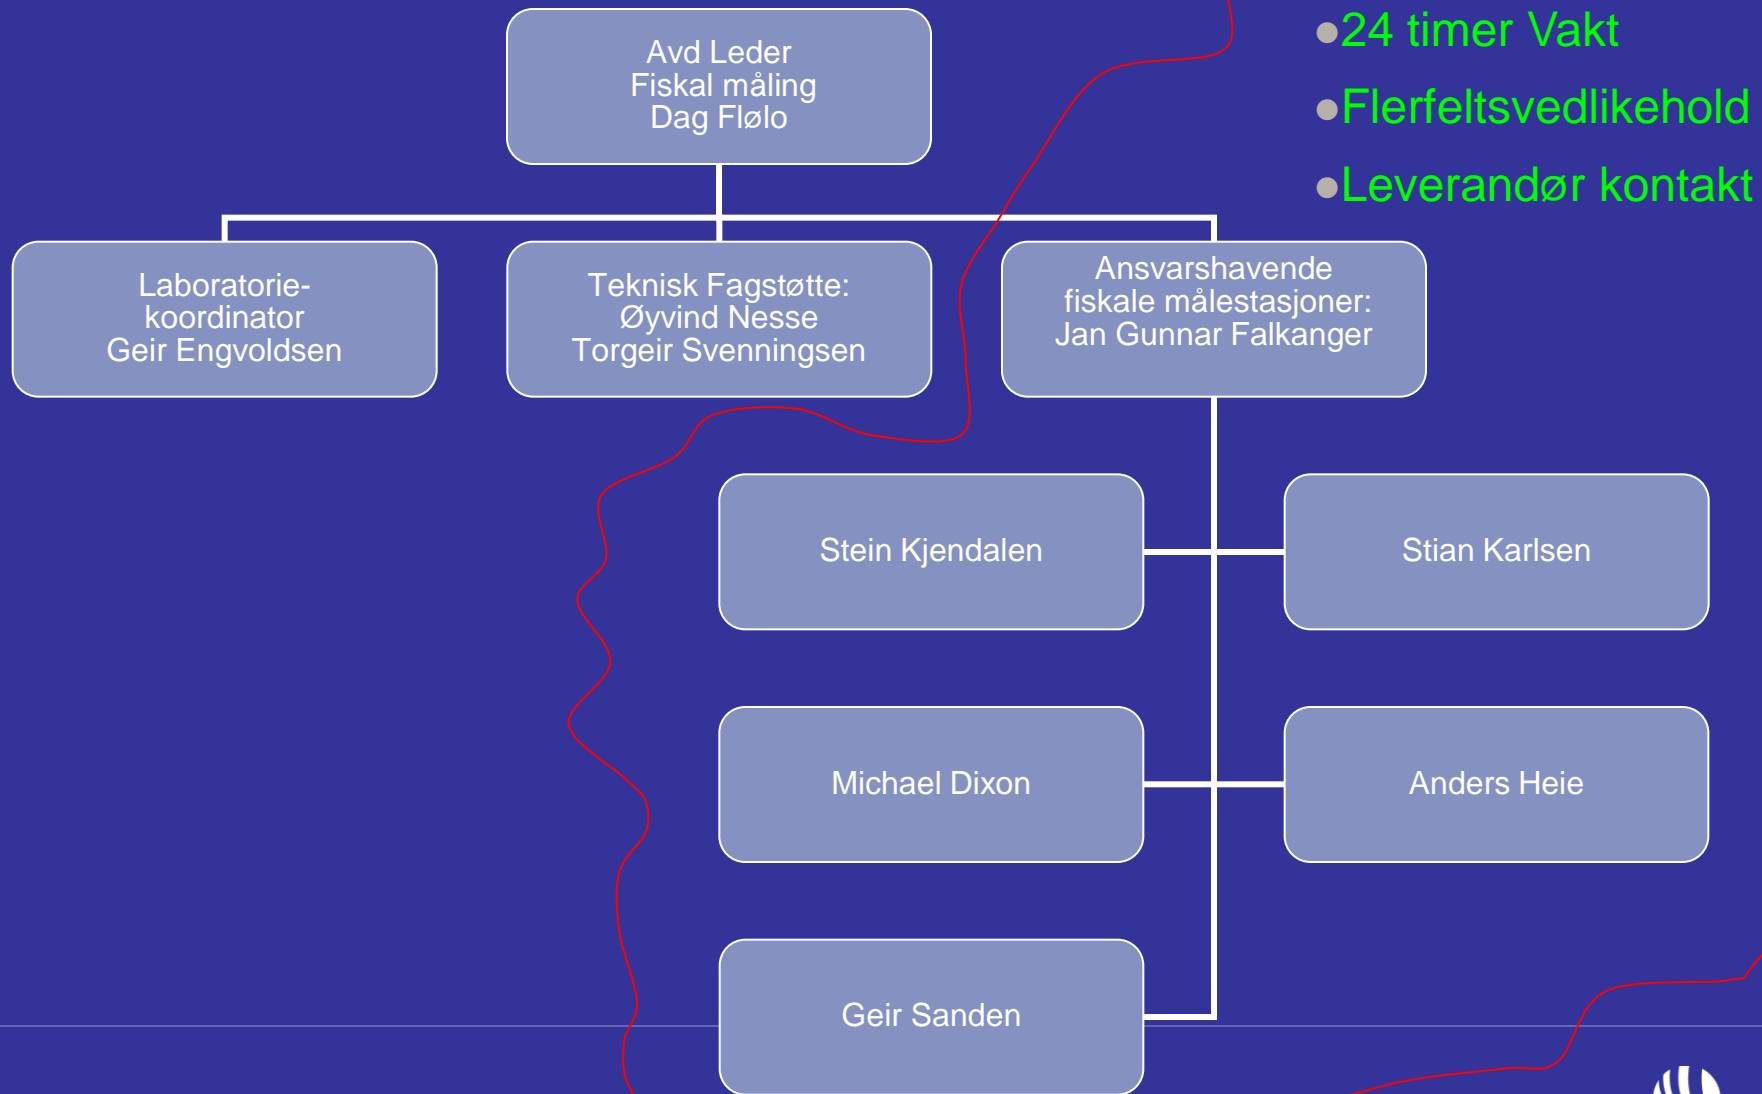 Avd Leder
Fiskal måling
Dag Flølo
●24 timer Vakt
●Flerfeltsvedlikehold
●Leverandør kontakt
Laboratorie-
koordinator
Geir Engvoldsen
Teknisk Fagstøtte:
Øyvind Nesse
Torgeir Svenningsen
Ansvarshavende
fiskale målestasjoner:
Jan Gunnar Falkanger
Stein Kjendalen
Stian Karlsen
Michael Dixon
Anders Heie
Geir Sanden